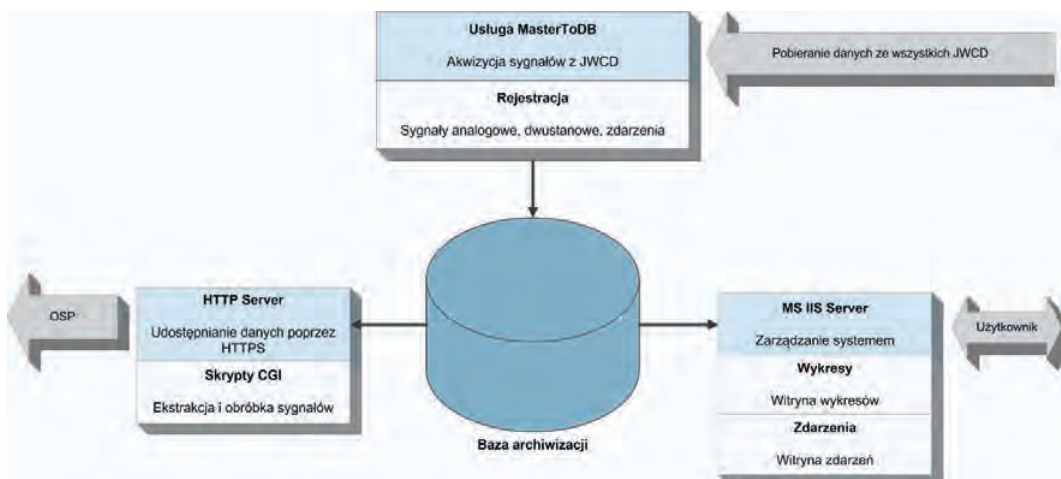 Usługa MasterToDB
Akwizycja sygnałów z JWCD
Rejestracja
Sygnały analogowe, dwustanowe, zdarzenia
Pobieranie danych ze wszystkich JWCD
OSP
HTTP Server
Udostępnianie danych poprzez
HTTPS
Skrypty CGI
Ekstrakcja i obróbka sygnałów
Baza archiwizacji
MS IIS Server
Zarządzanie systemem
Wykresy
Witryna wykresów
Zdarzenia
Witryna zdarzeń
Użytkownik